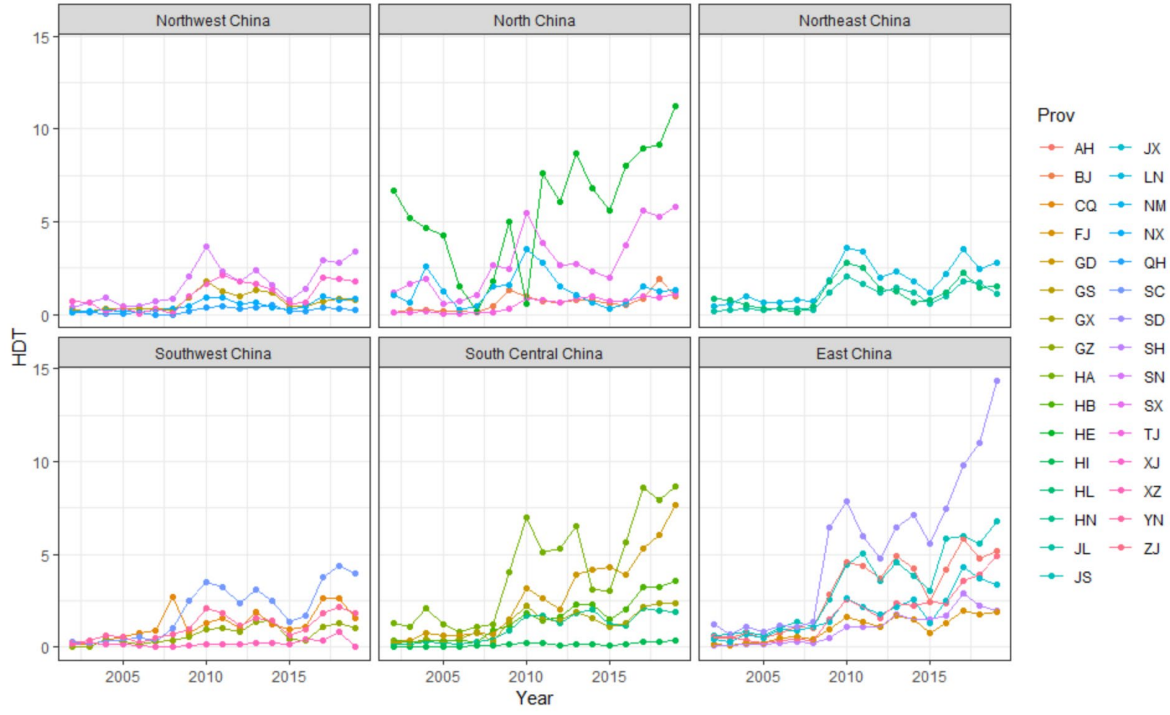 Northwest China
North China
Northeast China
15
10
5
0
Southwest China
South Central China
East China
15
10
5
0
HDT
2005 2010 2015
2005 2010 2015
2005 2010 2015
Year
Prov
AH JX
BJ LN
CQ NM
FJ NX
GD QH
GS SC
GX SD
GZ SH
HA SN
HB SX
HE TJ
HI XJ
HL XZ
HN YN
JL ZJ
JS